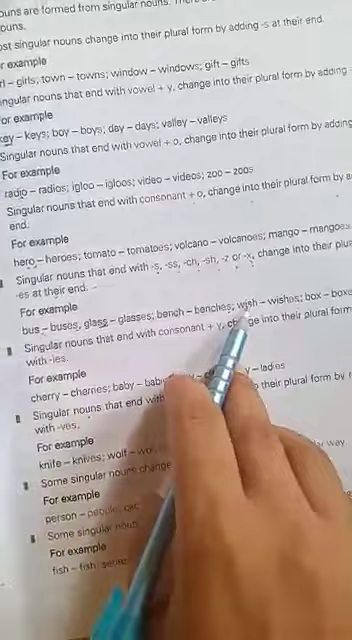 ouns are formed from singular nouns.
ouns.
ost singular nouns change into their plural form by adding -s at their end.
r example
rl – girls; town – towns; window – windows; gift – gifts
ngular nouns that end with vowel + y, change into their plural form by adding
or example
key – keys; boy – boys; day – days; valley – valleys
Singular nouns that end with vowel + o, change into their plural form by adding
For example
radio – radios; igloo – igloos; video – videos; zoo – zoos
Singular nouns that end with consonant + o, change into their plural form by a
end.
For example
hero – heroes; tomato – tomatoes; volcano – volcanoes; mango – mangoes
Singular nouns that end with -s, -ss, -ch, -sh, -z or -x, change into their plu
-es at their end.
For example
bus – buses, glass – glasses; bench – benches; wish – wishes; box – boxe
Singular nouns that end with consonant + y, change into their plural form
with -ies.
For example
cherry – cherries; baby – bab y – ladies
Singular nouns that end with their plural form by
with -ves.
For example
knife – knives; wolf – wo
Some singular nouns change way.
For example
person – people;
Some singular nouns
For example
fish – fish; series